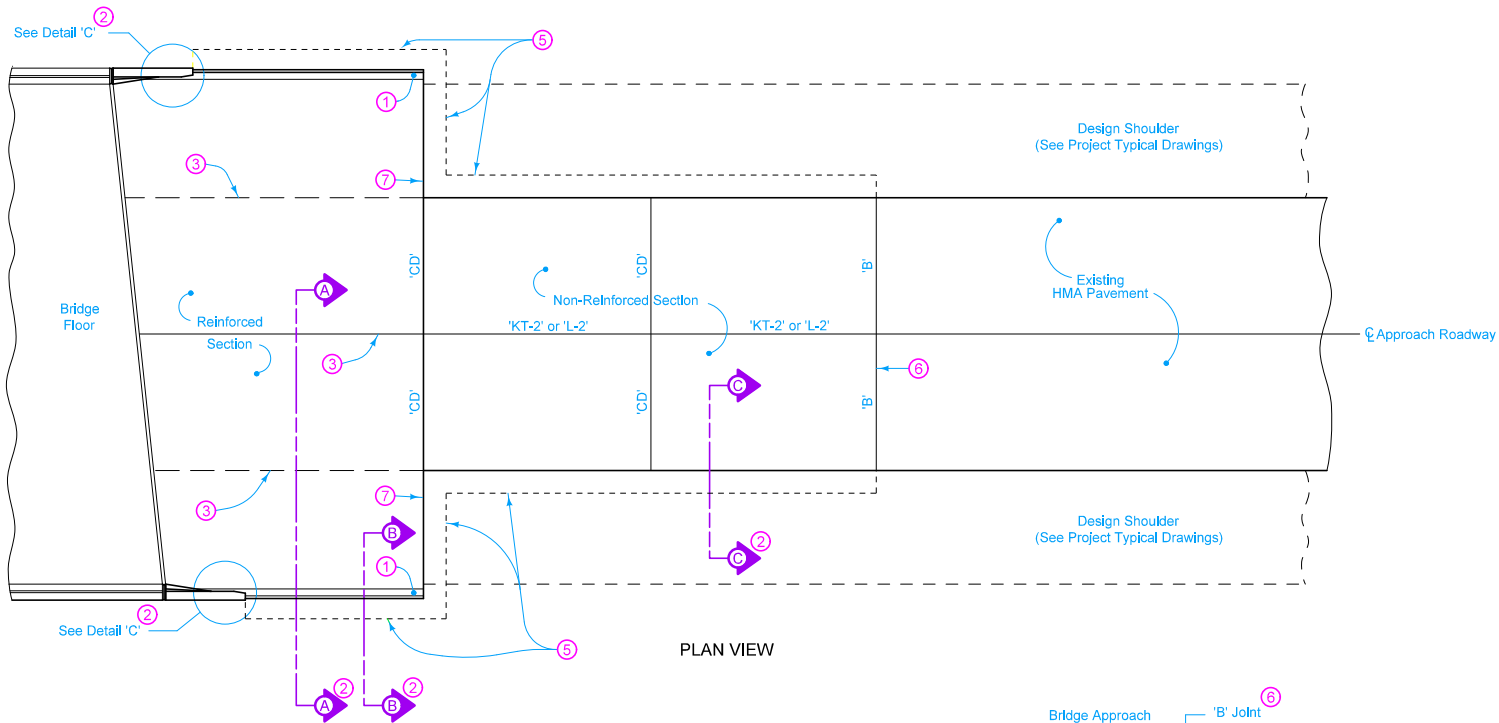 2
See Detail 'C'
5
1
Design Shoulder
(See Project Typical Drawings)
3
7
'CD'
'CD'
'B'
A
Existing
HMA Pavement
Non-Reinforced Section
Bridge
Floor
Reinforced
Section
'KT-2' or 'L-2'
'KT-2' or 'L-2'
℄ Approach Roadway
3
6
C
'CD'
'CD'
'B'
7
3
B
Design Shoulder
(See Project Typical Drawings)
C
2
1
2
See Detail 'C'
5
PLAN VIEW
A
2
B
2
6
Bridge Approach
'B' Joint